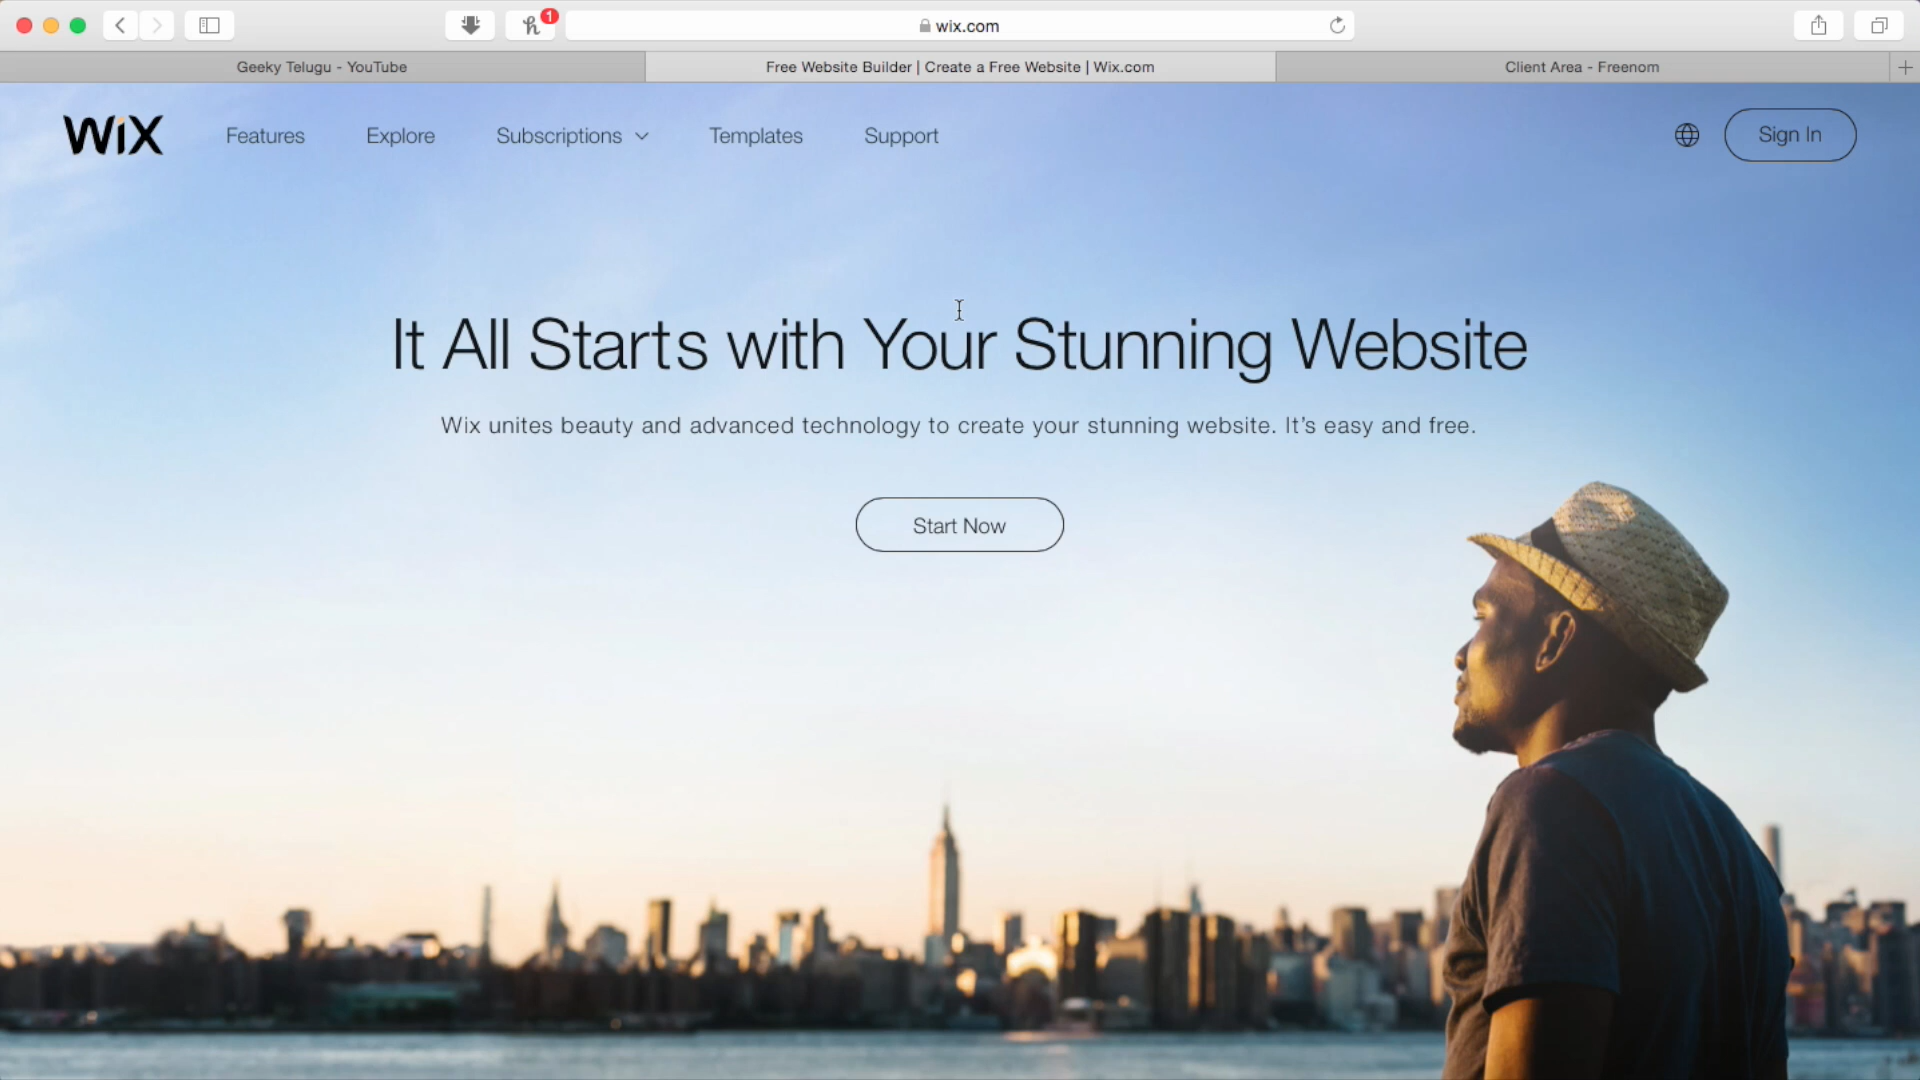 1
wix.com
Geeky Telugu - YouTube
Free Website Builder | Create a Free Website | Wix.com
Client Area - Freenom
WiX
Features
Explore
Subscriptions
Templates
Support
Sign In
It All Starts with Your Stunning Website
Wix unites beauty and advanced technology to create your stunning website. It's easy and free.
Start Now